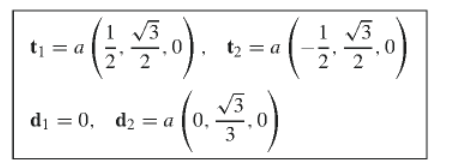 t₁ = a (1/2, √3/2, 0), t₂ = a (−1/2, √3/2, 0)
d₁ = 0, d₂ = a (0, √3/3, 0)